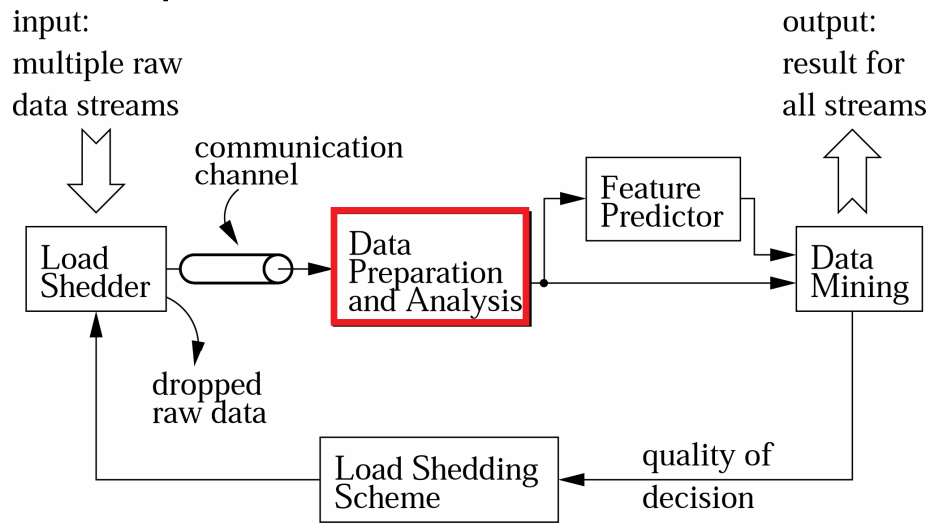 input:
multiple raw
data streams
output:
result for
all streams
communication
channel
Feature
Predictor
Load
Shedder
Data
Preparation
and Analysis
Data
Mining
dropped
raw data
Load Shedding
Scheme
quality of
decision